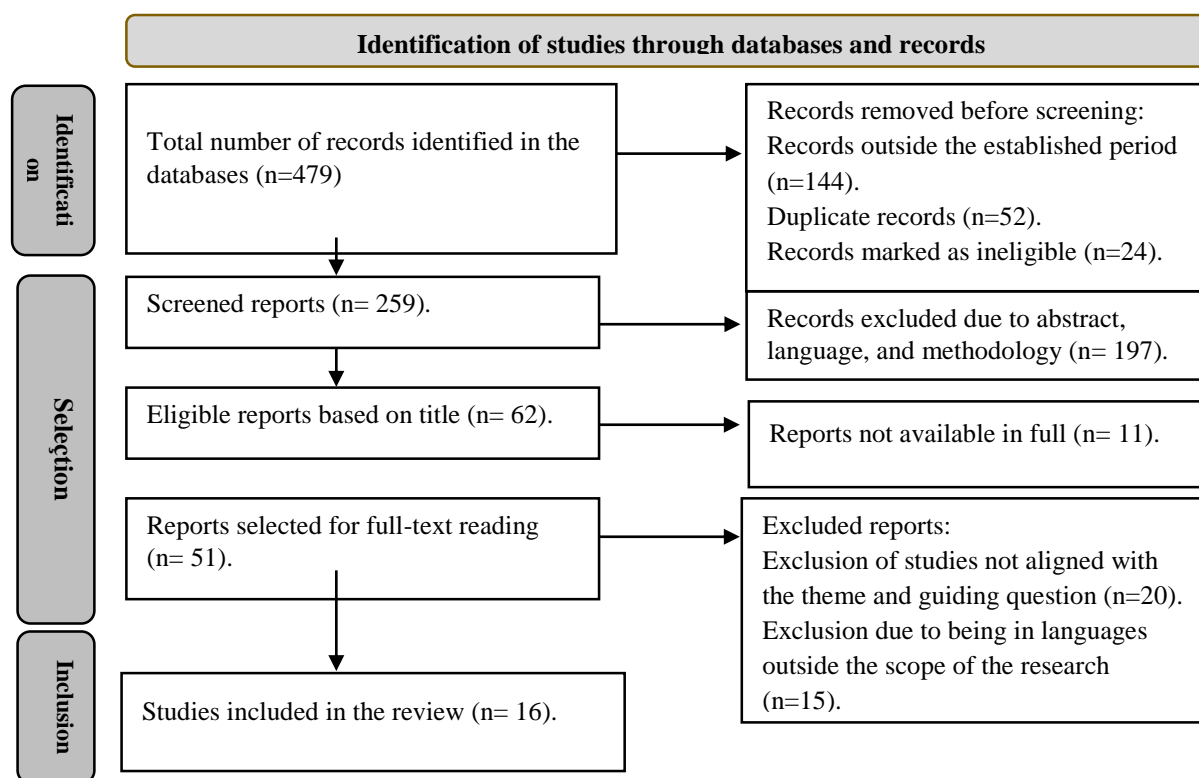 Identification of studies through databases and records
Identificati
on
Total number of records identified in the
databases (n=479)
Records removed before screening:
Records outside the established period
(n=144).
Duplicate records (n=52).
Records marked as ineligible (n=24).
Selęction
Screened reports (n= 259).
Records excluded due to abstract,
language, and methodology (n= 197).
Eligible reports based on title (n= 62).
Reports not available in full (n= 11).
Reports selected for full-text reading
(n= 51).
Excluded reports:
Exclusion of studies not aligned with
the theme and guiding question (n=20).
Exclusion due to being in languages
outside the scope of the research
(n=15).
Inclusion
Studies included in the review (n= 16).